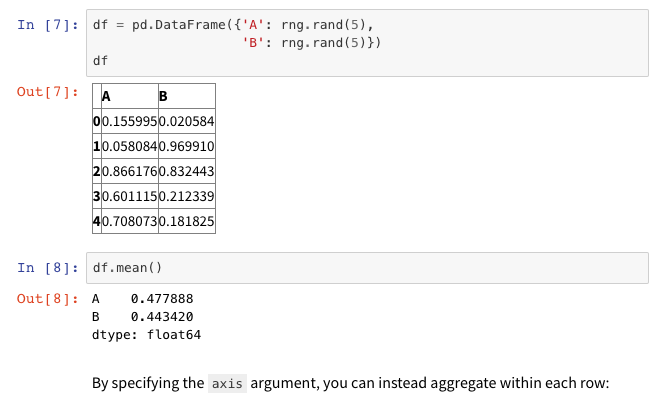 In [7]: df = pd.DataFrame({'A': rng.rand(5),
'B': rng.rand(5)})
df
Out[7]:
A B
0 0.155995 0.020584
1 0.058084 0.969910
2 0.866176 0.832443
3 0.601115 0.212339
4 0.708073 0.181825
In [8]: df.mean()
Out[8]: A 0.477888
B 0.443420
dtype: float64
By specifying the axis argument, you can instead aggregate within each row: